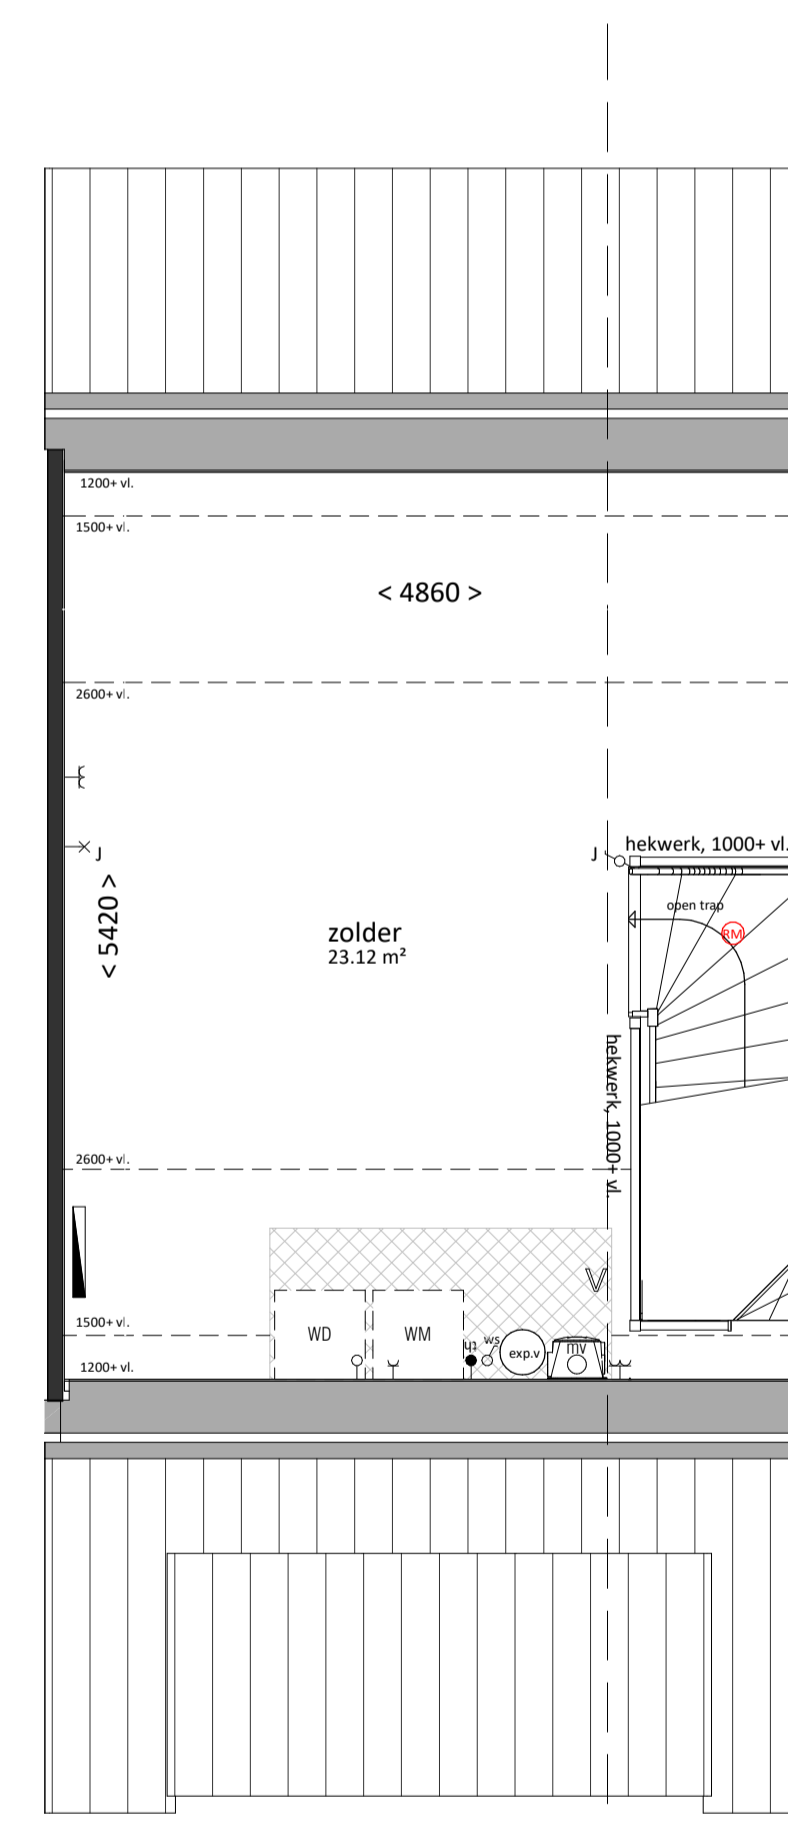 1200+ vl.
1500+ vl.
< 4860 >
2600+ vl.
J
J
hekwerk, 1000+ vl.
< 5420 >
open trap
RM
zolder
23.12 m²
hekwerk, 1000+ vl.
2600+ vl.
V
1500+ vl.
WD
WM
ws
exp.v
mv
1200+ vl.